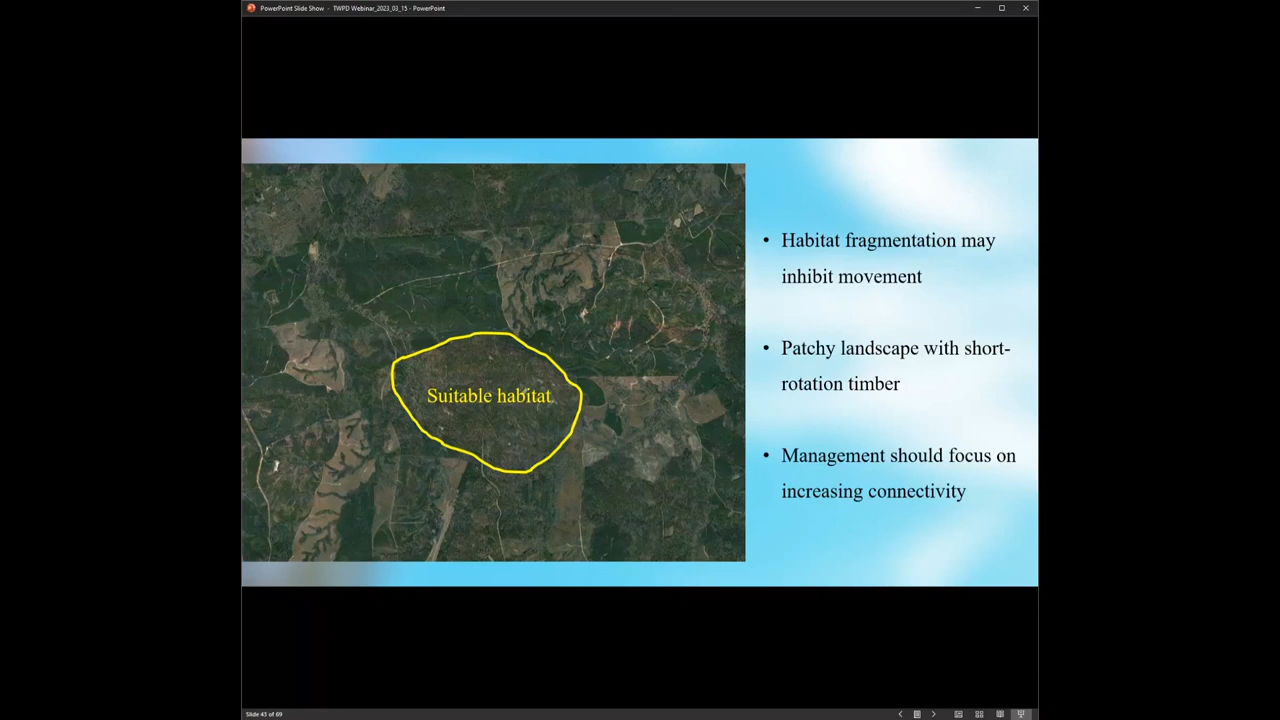 PowerPoint Slide Show - TWPD Webinar_2023_03_15 - PowerPoint
Suitable habitat
• Habitat fragmentation may
inhibit movement
• Patchy landscape with short-
rotation timber
• Management should focus on
increasing connectivity
Slide 43 of 69